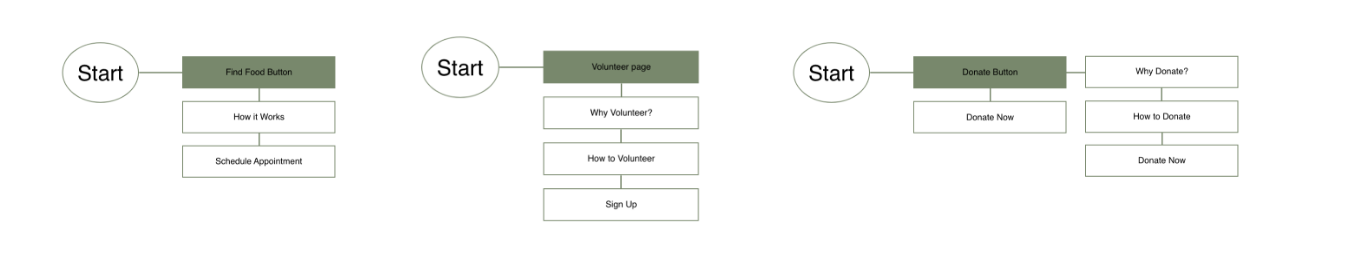 Start
Find Food Button
How it Works
Schedule Appointment
Start
Volunteer page
Why Volunteer?
How to Volunteer
Sign Up
Start
Donate Button
Donate Now
Why Donate?
How to Donate
Donate Now